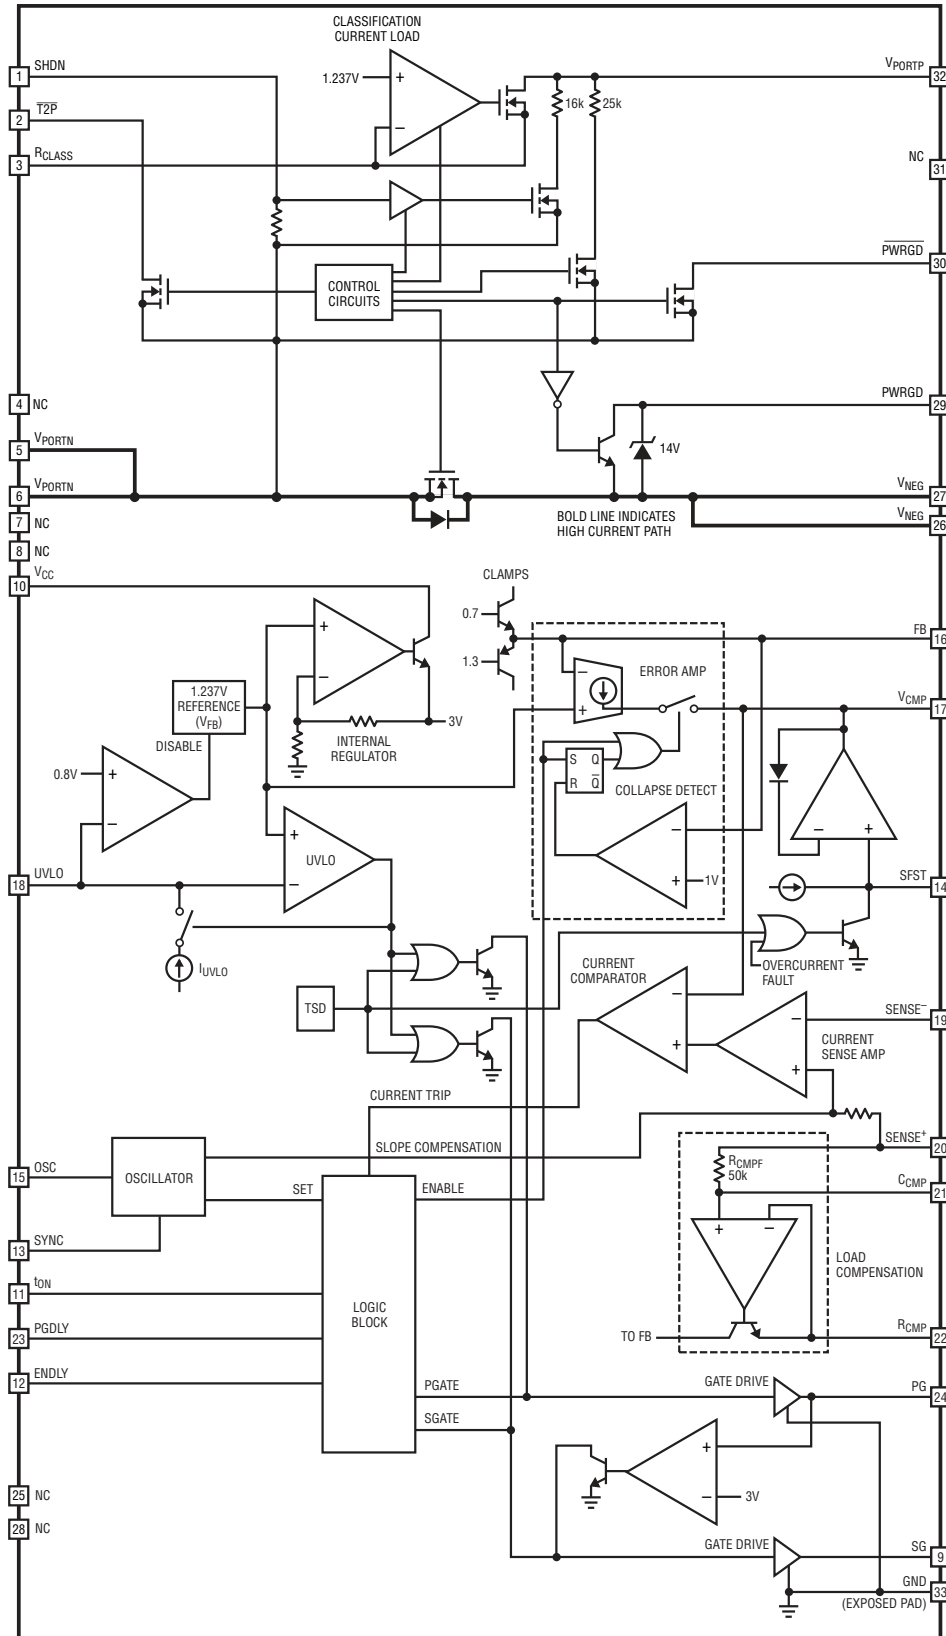 CLASSIFICATION
CURRENT LOAD
1 SHDN
1.237V
+
−
VPORTP 32
2 T2P
16k 25k
3 RCLASS
NC 31
PWRGD 30
CONTROL
CIRCUITS
4 NC
PWRGD 29
5 VPORTN
14V
6 VPORTN
VNEG 27
7 NC
VNEG 26
BOLD LINE INDICATES
HIGH CURRENT PATH
8 NC
10 VCC
CLAMPS
0.7
1.3
FB 16
+
−
ERROR AMP
−
+
1.237V
REFERENCE
(VFB)
3V
VCMP 17
DISABLE
INTERNAL
REGULATOR
S Q
R Q
COLLAPSE DETECT
0.8V
+
−
−
+
1V
− +
+
UVLO
−
18 UVLO
SFST 14
IUVLO
OVERCURRENT
FAULT
TSD
CURRENT
COMPARATOR
−
+
SENSE− 19
−
+
CURRENT
SENSE AMP
CURRENT TRIP
SLOPE COMPENSATION
SENSE+ 20
15 OSC
OSCILLATOR
RCMPF
50k
CCMP 21
SET
ENABLE
13 SYNC
+ −
LOAD
COMPENSATION
11 tON
LOGIC
BLOCK
23 PGDLY
TO FB
RCMP 22
12 ENDLY
PGATE
GATE DRIVE
PG 24
SGATE
+
−
3V
25 NC
28 NC
GATE DRIVE
SG 9
GND 33
(EXPOSED PAD)